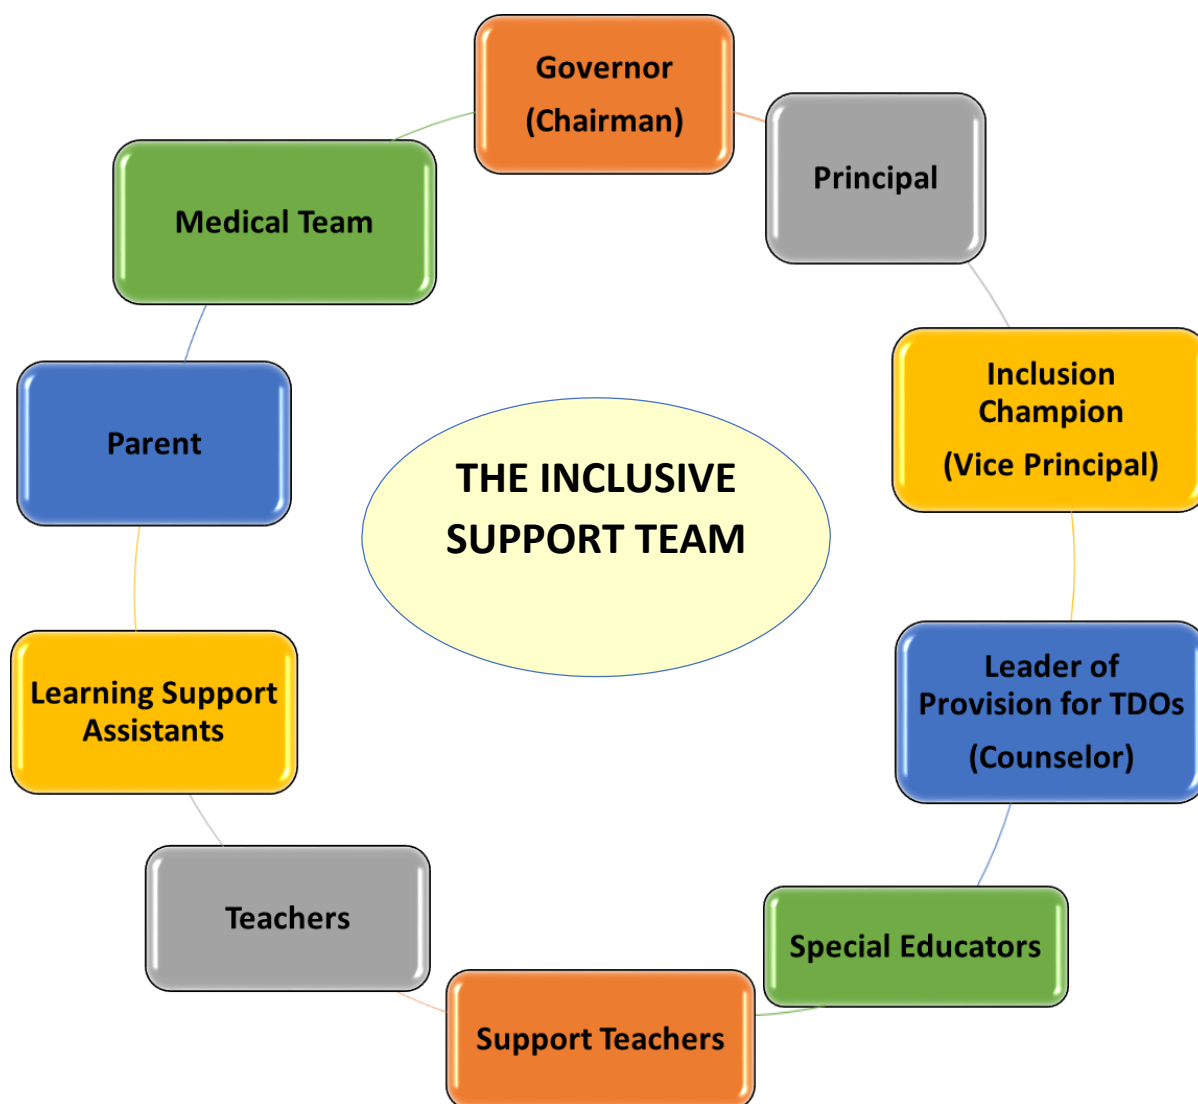 Governor
(Chairman)
Principal
Medical Team
Inclusion
Champion
(Vice Principal)
Parent
THE INCLUSIVE
SUPPORT TEAM
Leader of
Provision for TDOs
(Counselor)
Learning Support
Assistants
Teachers
Special Educators
Support Teachers